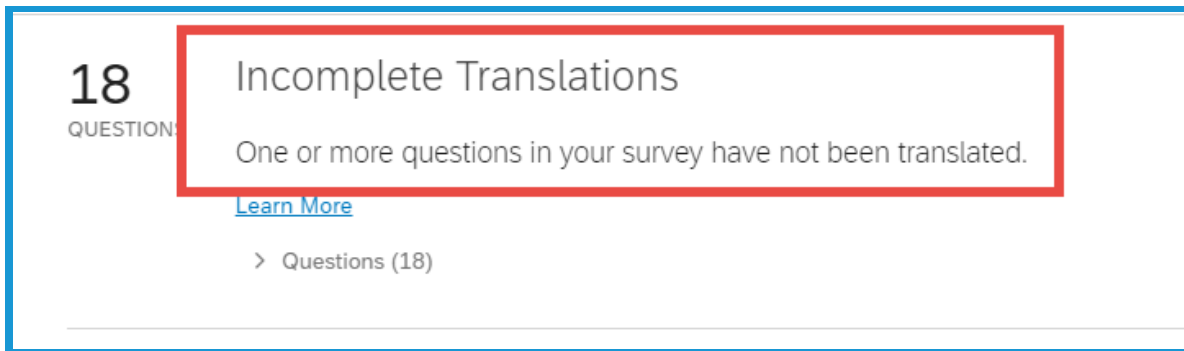 18
QUESTIONS
Incomplete Translations
One or more questions in your survey have not been translated.
Learn More
Questions (18)